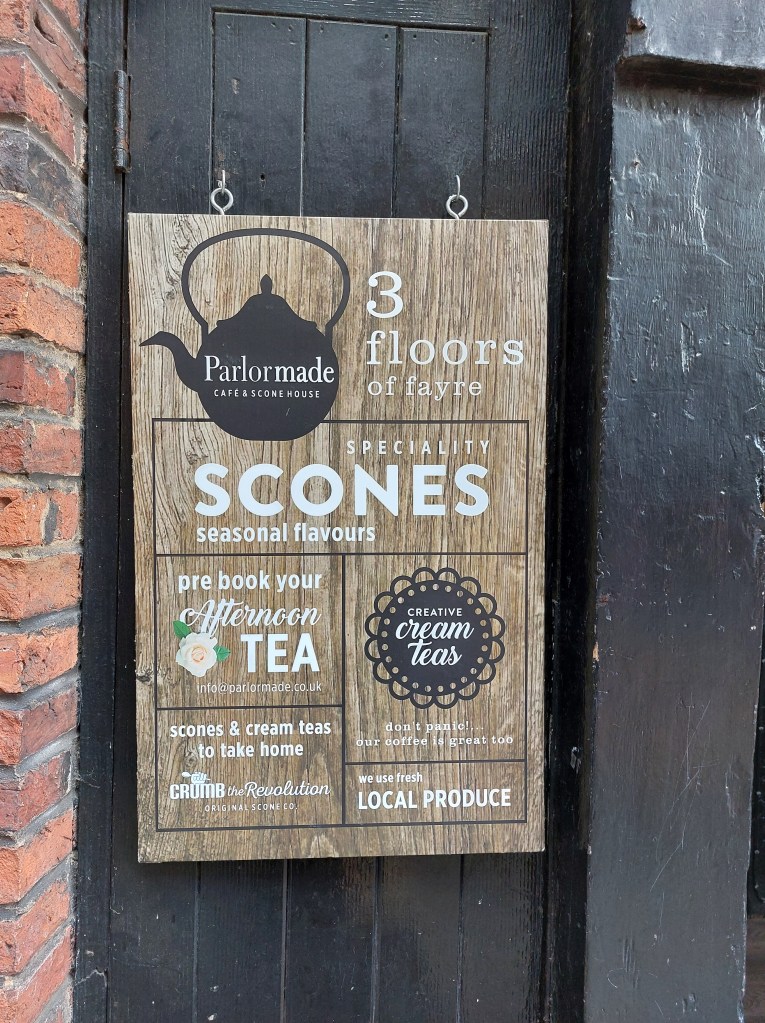 Parlormade
CAFÉ & SCONE HOUSE
3
floors
of fayre
SPECIALITY
SCONES
seasonal flavours
pre book your
Afternoon
TEA
info@parlormade.co.uk
CREATIVE
cream
teas
don't panic!...
our coffee is great too
scones & cream teas
to take home
CRUMB the Revolution
ORIGINAL SCONE CO.
we use fresh
LOCAL PRODUCE